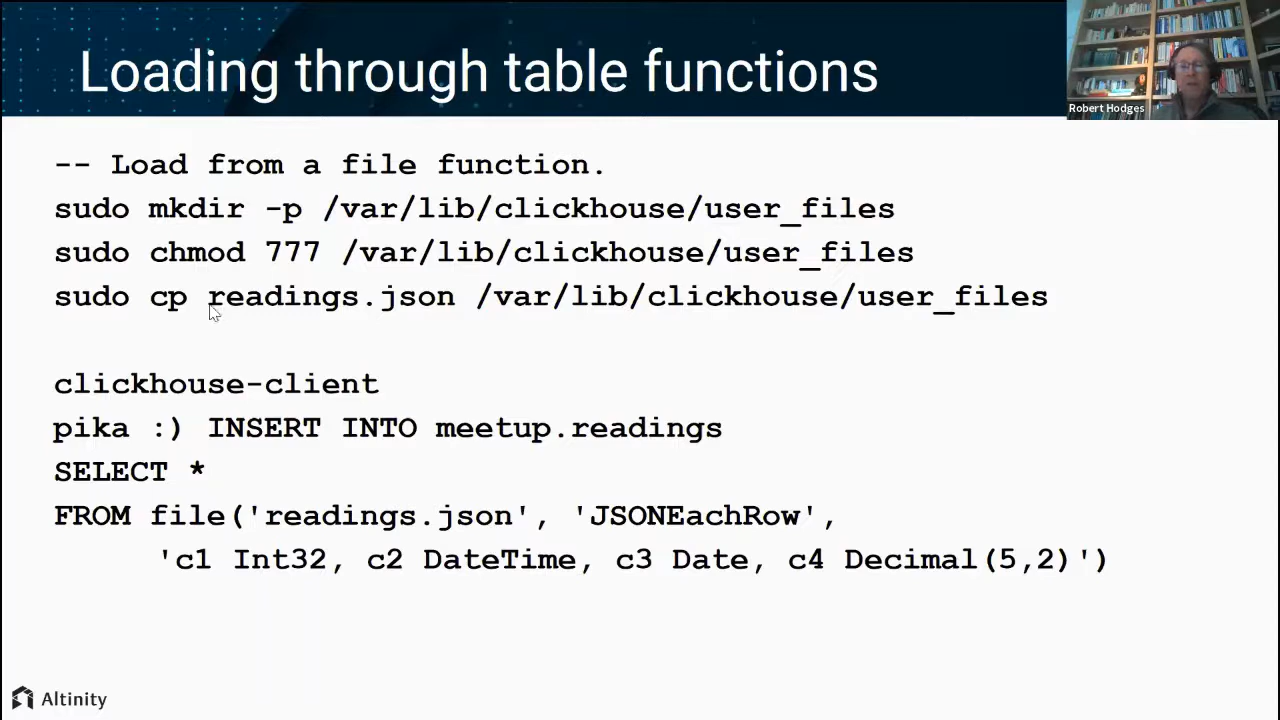 Loading through table functions
Robert Hodges
-- Load from a file function.
sudo mkdir -p /var/lib/clickhouse/user_files
sudo chmod 777 /var/lib/clickhouse/user_files
sudo cp readings.json /var/lib/clickhouse/user_files
clickhouse-client
pika :) INSERT INTO meetup.readings
SELECT *
FROM file('readings.json', 'JSONEachRow',
'c1 Int32, c2 DateTime, c3 Date, c4 Decimal(5,2)')
Altinity